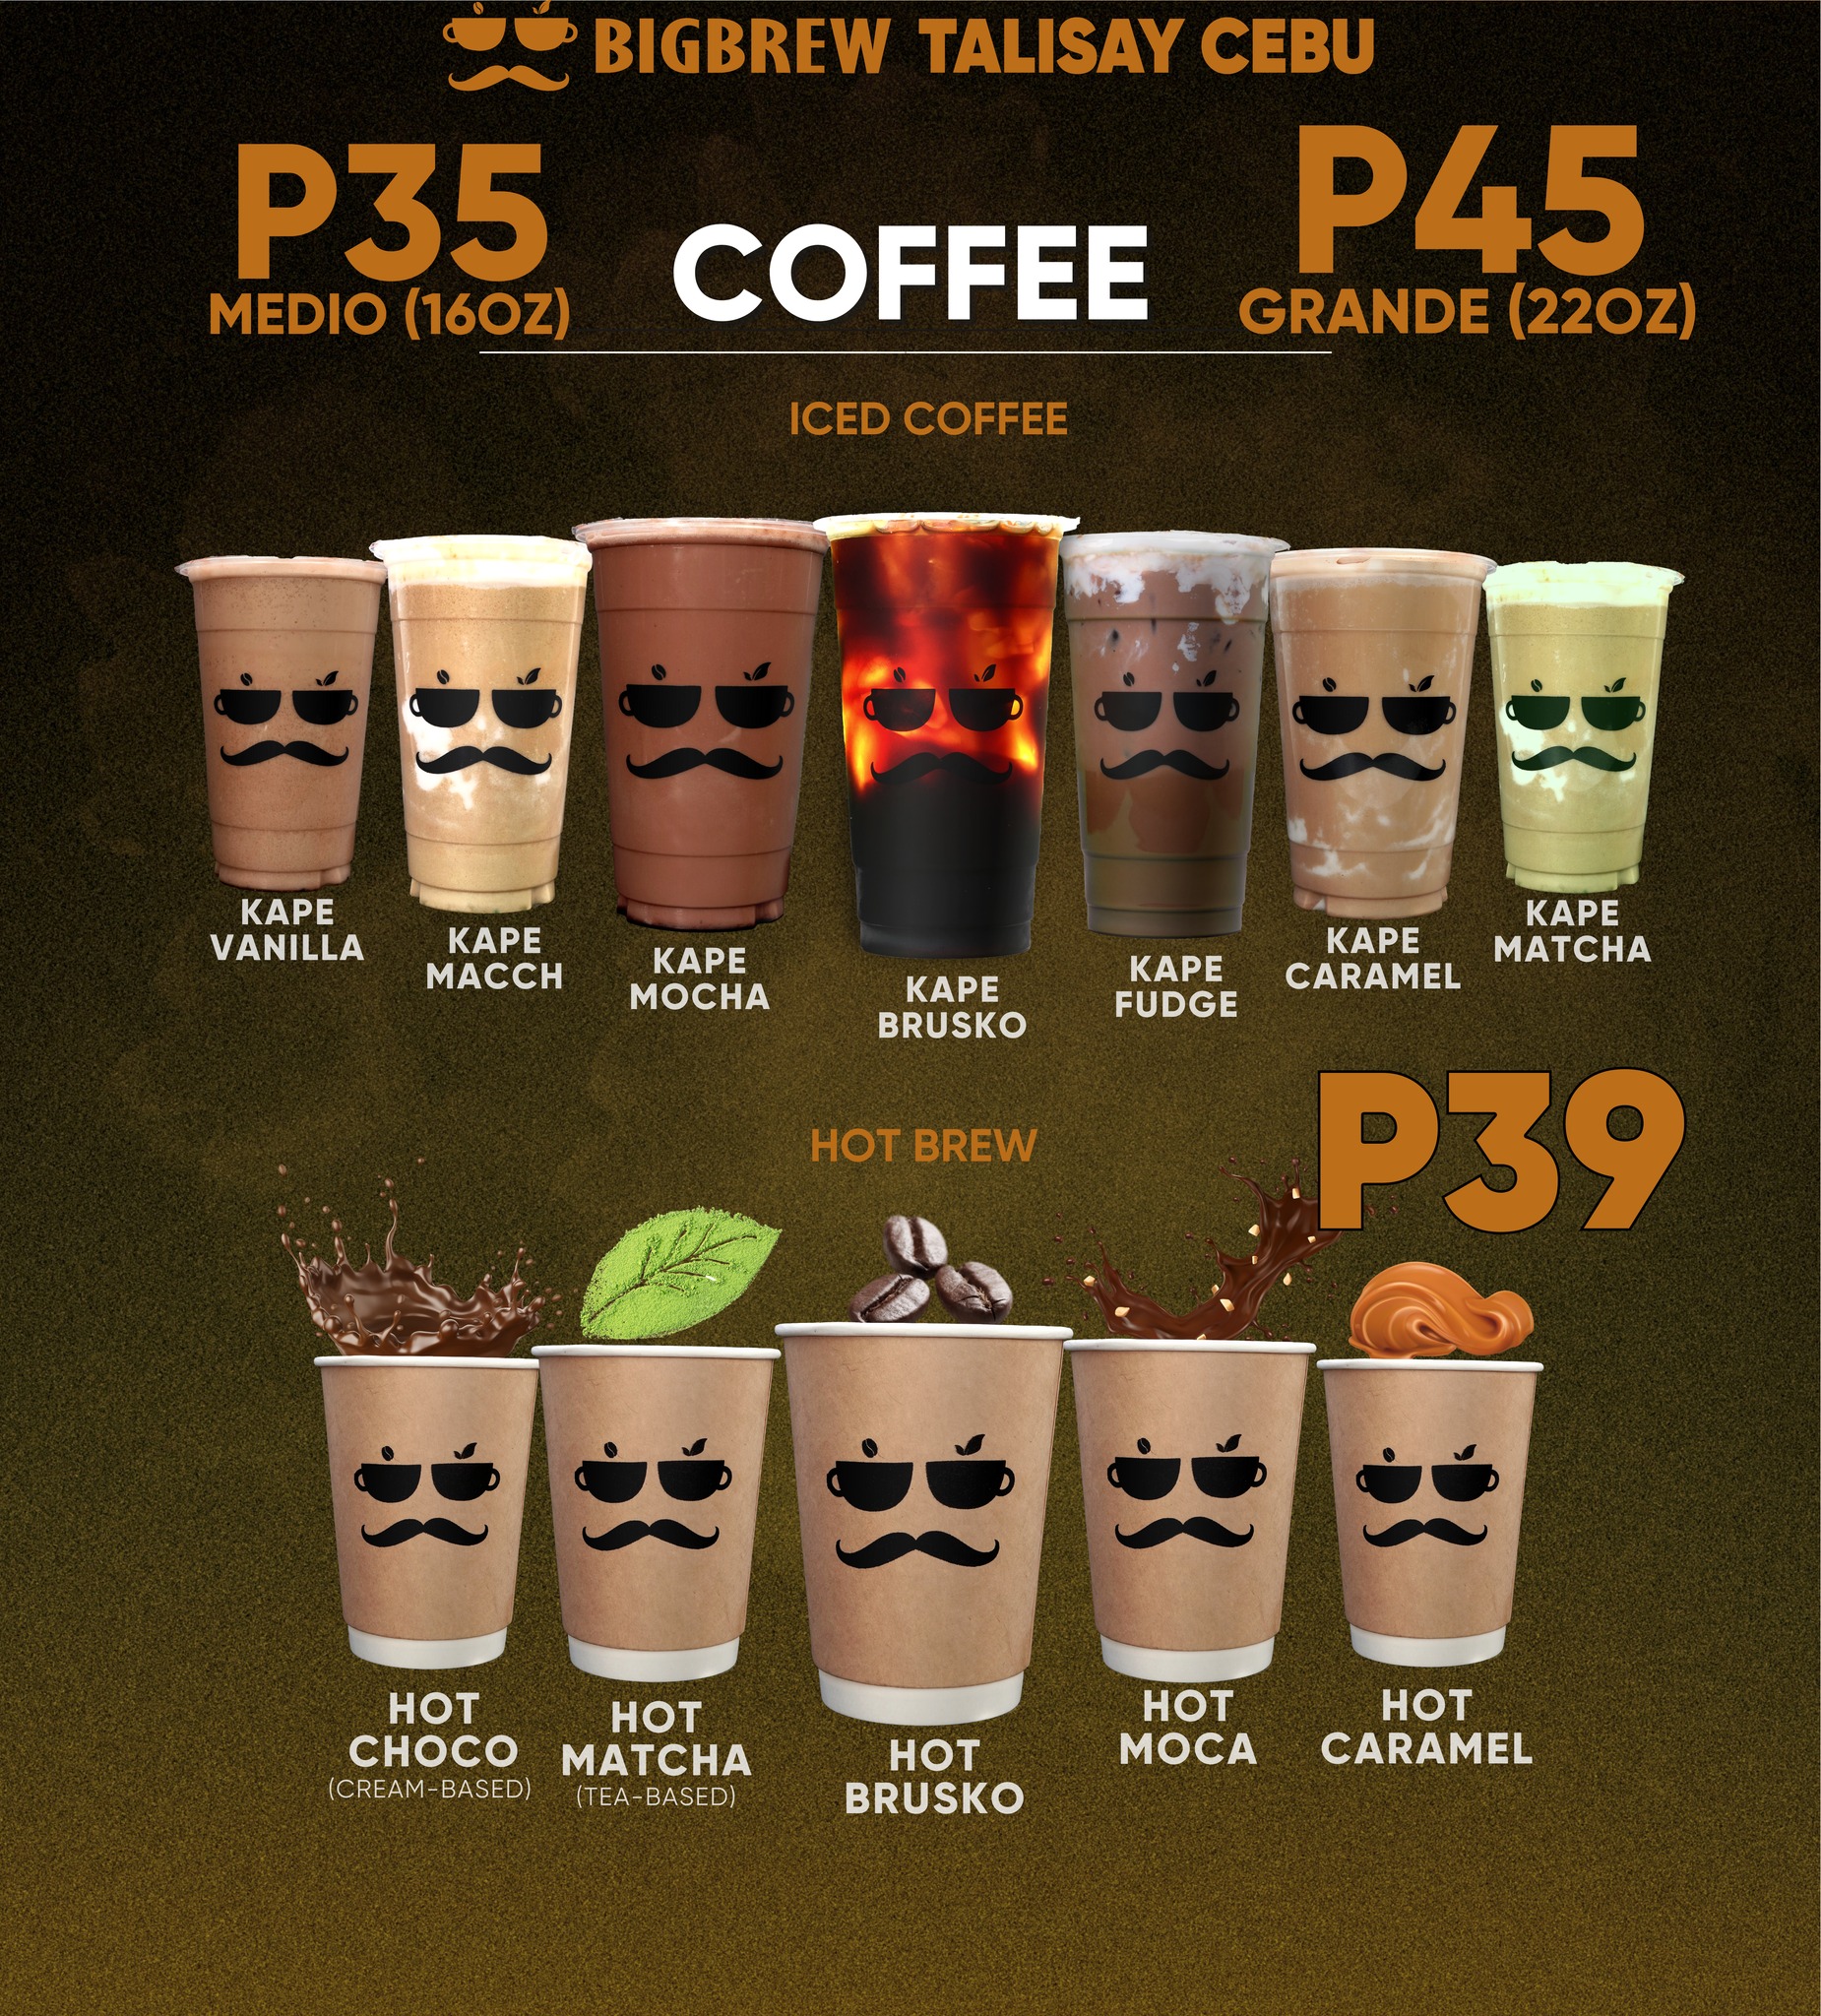 BIGBREW TALISAY CEBU
P35
MEDIO (16OZ)
COFFEE
P45
GRANDE (22OZ)
ICED COFFEE
KAPE
VANILLA
KAPE
MACCH
KAPE
MOCHA
KAPE
BRUSKO
KAPE
FUDGE
KAPE
CARAMEL
KAPE
MATCHA
HOT BREW
P39
HOT
CHOCO
(CREAM-BASED)
HOT
MATCHA
(TEA-BASED)
HOT
BRUSKO
HOT
MOCA
HOT
CARAMEL